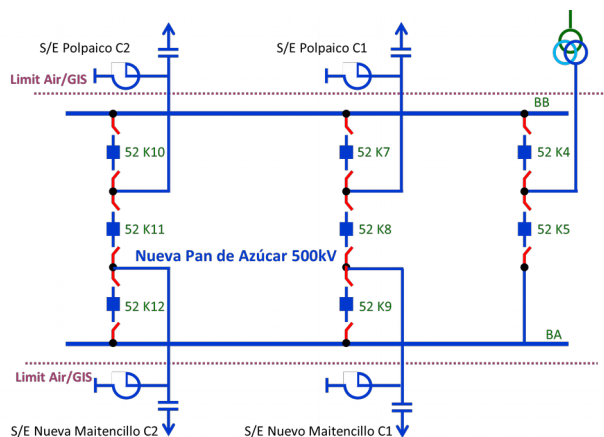 S/E Polpaico C2
S/E Polpaico C1
Limit Air/GIS
BB
52 K10
52 K7
52 K4
52 K11
52 K8
52 K5
Nueva Pan de Azúcar 500kV
52 K12
52 K9
BA
Limit Air/GIS
S/E Nueva Maitencillo C2
S/E Nuevo Maitencillo C1